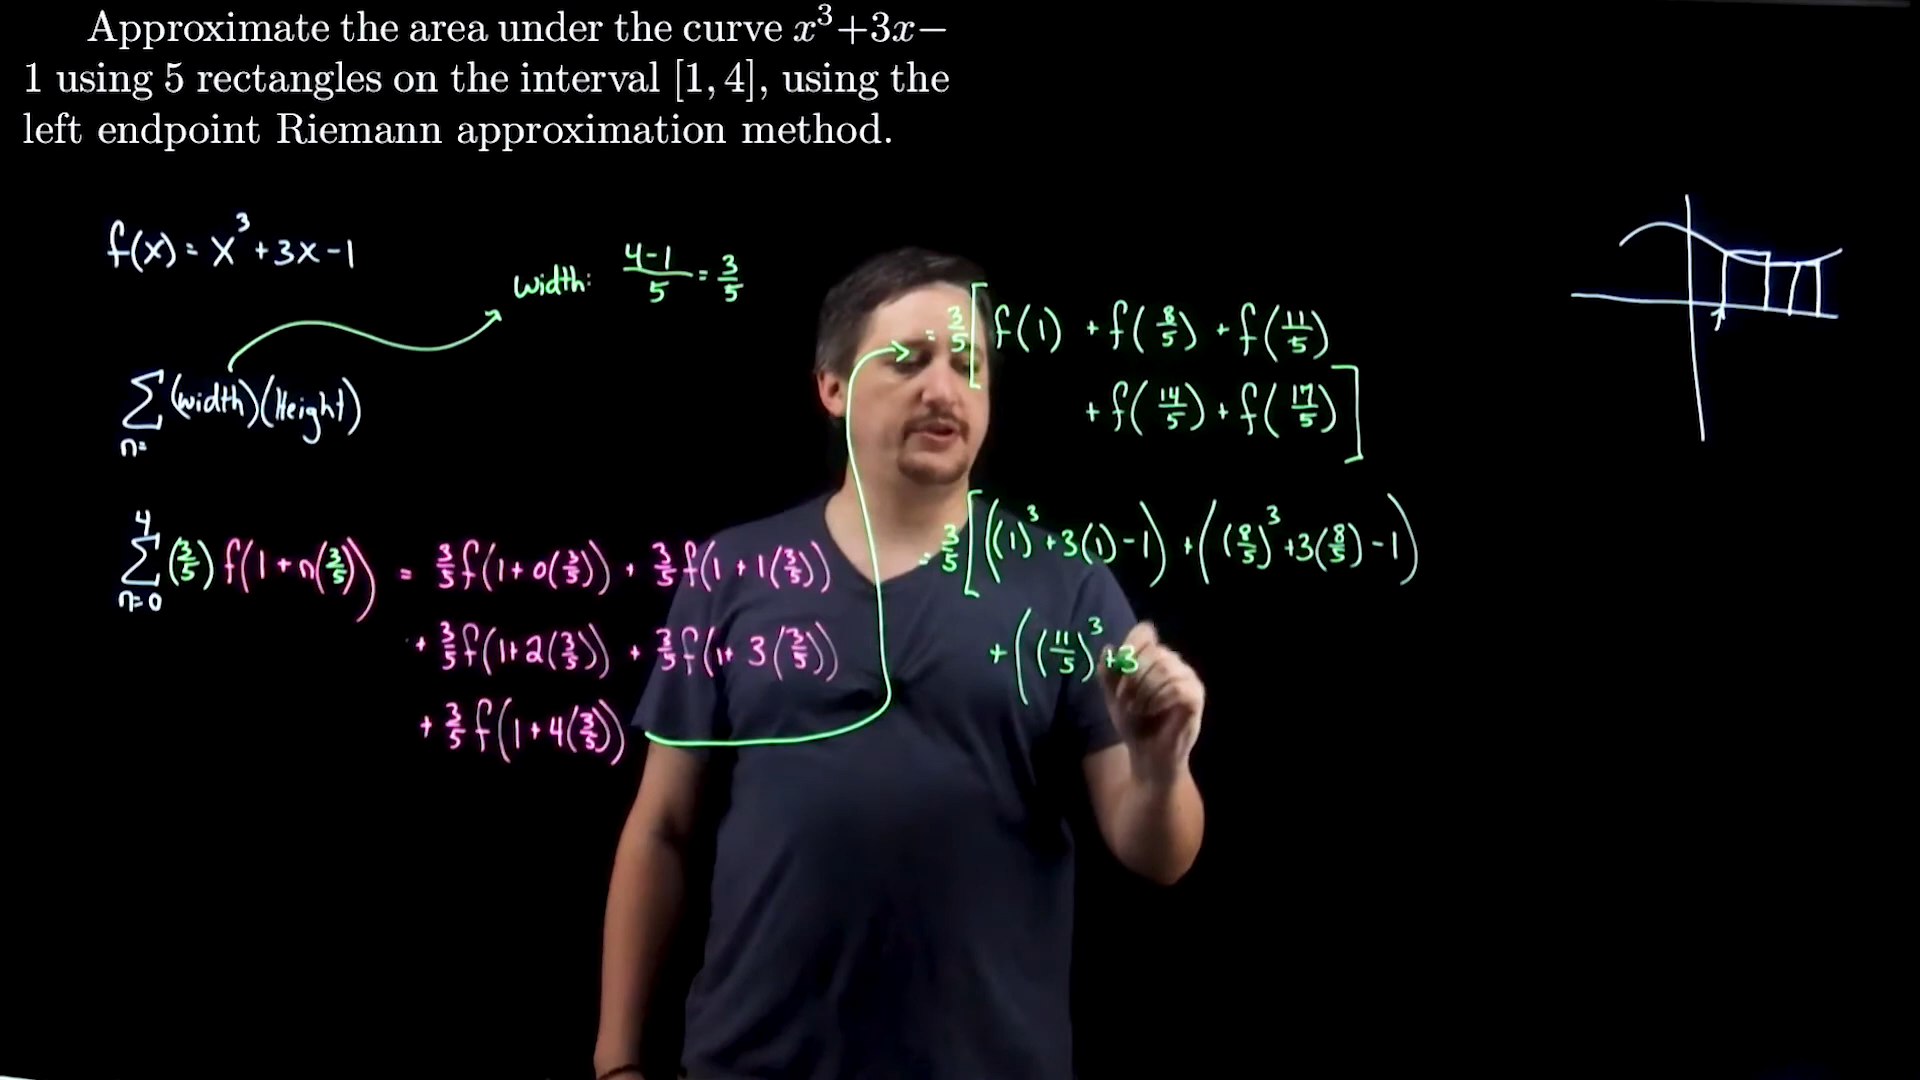 Approximate the area under the curve x³+3x−
1 using 5 rectangles on the interval [1, 4], using the
left endpoint Riemann approximation method.
f(x) = x³ + 3x - 1
width: (4-1)/5 = 3/5
∑ n= (width)(Height)
∑ n=0 4 (3/5) f(1 + n(3/5)) = 3/5 f(1 + 0(3/5)) + 3/5 f(1 + 1(3/5))
+ 3/5 f(1+2(3/5)) + 3/5 f(1+ 3(3/5))
+ 3/5 f(1+4(3/5))
= 3/5 [ f(1) + f(8/5) + f(11/5)
+ f(14/5) + f(17/5) ]
= 3/5 [ ((1)³ + 3(1) - 1) + ((8/5)³ + 3(8/5) - 1)
+ ((11/5)³ + 3